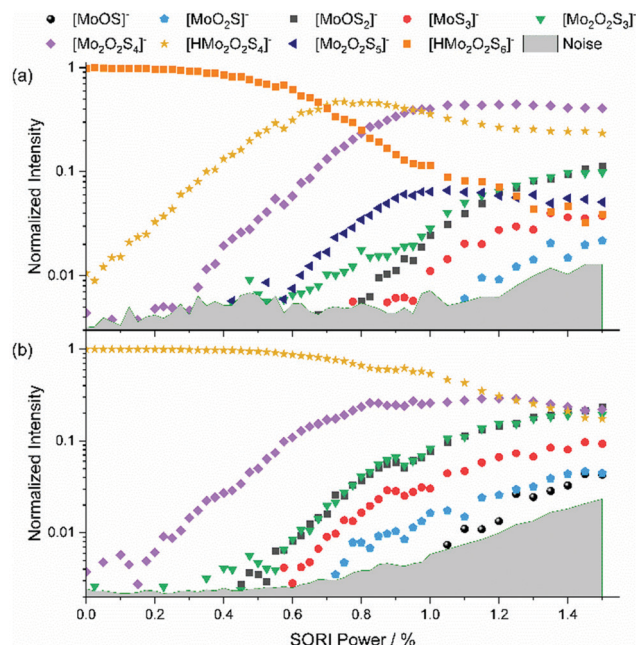 [MoOS]⁻ [MoO₂S]⁻ [MoOS₂]⁻ [MoS₃]⁻ [Mo₂O₂S₃]⁻
[Mo₂O₂S₄]⁻ [HMo₂O₂S₄]⁻ [Mo₂O₂S₅]⁻ [HMo₂O₂S₆]⁻ Noise
(a)
1
0.1
0.01
Normalized Intensity
(b)
1
0.1
0.01
Normalized Intensity
0.0 0.2 0.4 0.6 0.8 1.0 1.2 1.4
SORI Power / %